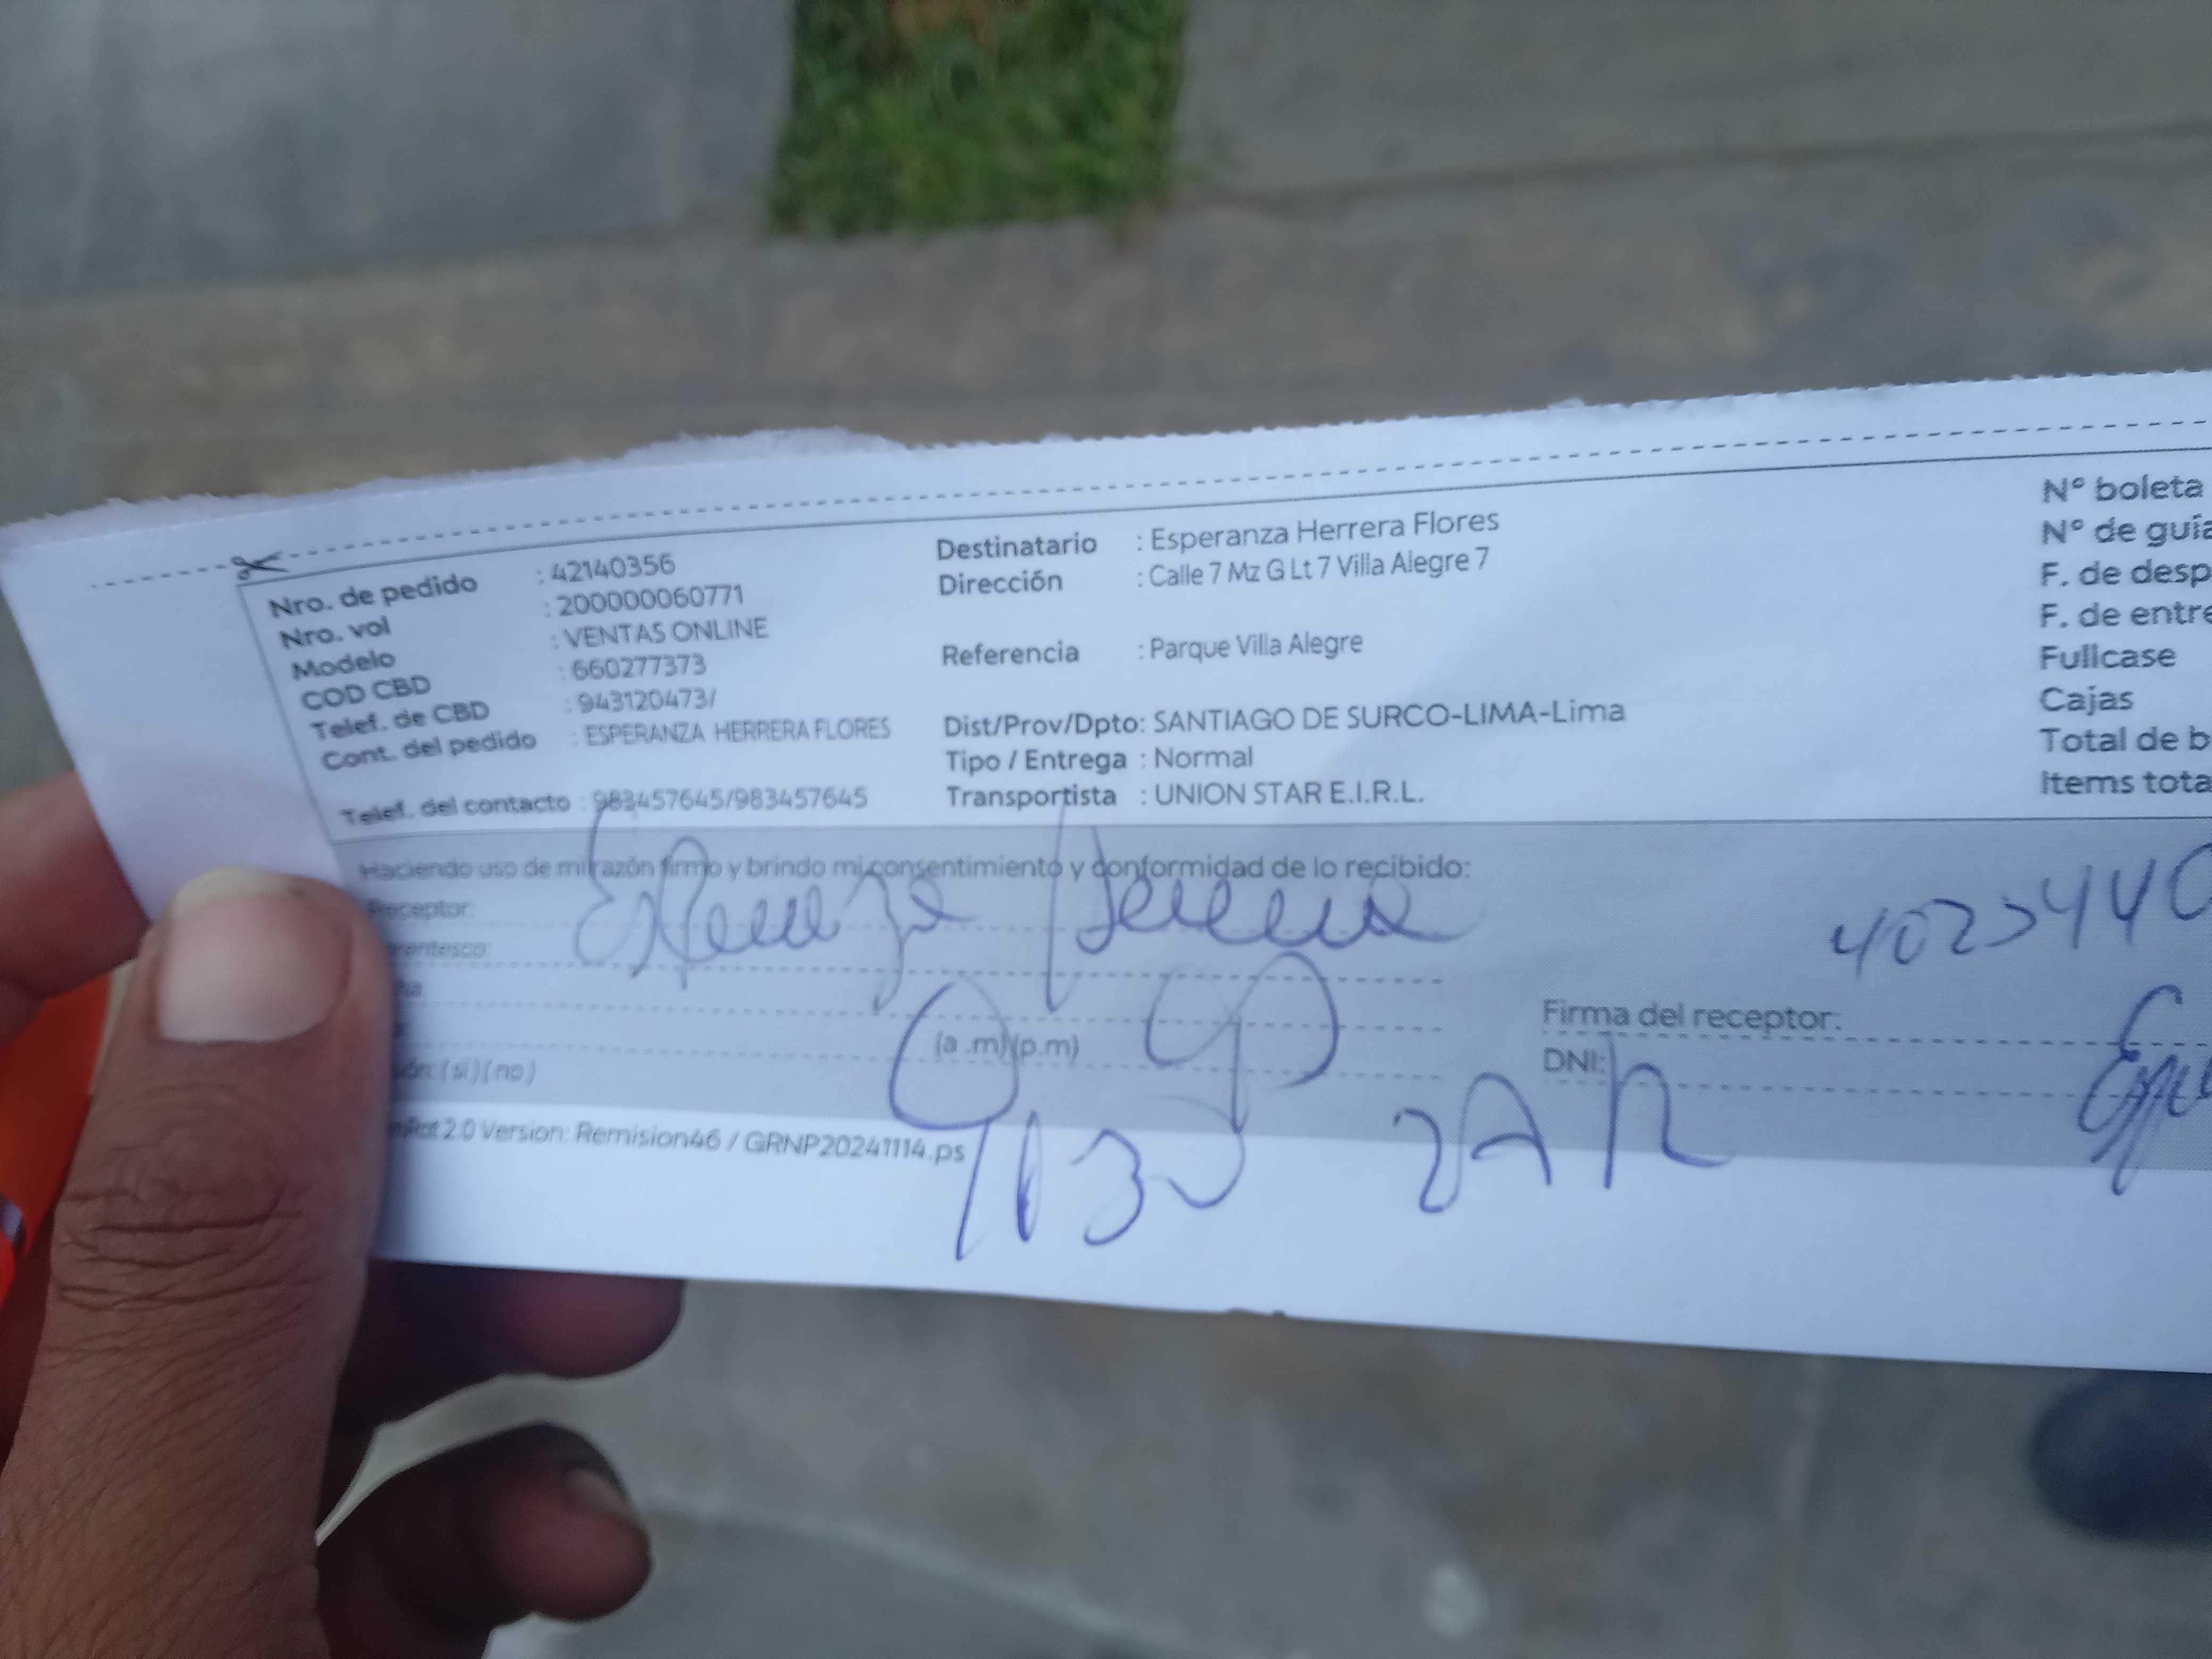 Nro. de pedido : 42140356
Nro. vol : 200000060771
Modelo : VENTAS ONLINE
COD CBD : 660277373
Telef. de CBD : 943120473/
Cont. del pedido : ESPERANZA HERRERA FLORES
Telef. del contacto : 983457645/983457645
Destinatario : Esperanza Herrera Flores
Dirección : Calle 7 Mz G Lt 7 Villa Alegre 7
Referencia : Parque Villa Alegre
Dist/Prov/Dpto: SANTIAGO DE SURCO-LIMA-Lima
Tipo / Entrega : Normal
Transportista : UNION STAR E.I.R.L.
N° boleta
N° de guía
F. de desp
F. de entre
Fullcase
Cajas
Total de b
Items tota
Haciendo uso de mi razón firmo y brindo mi consentimiento y conformidad de lo recibido:
Receptor:
Esperanza Herrera
rentesco:
ha:
(a .m)(p.m)
ón: (si) (no)
Firma del receptor:
DNI:
2.0 Version: Remision46 / GRNP20241114.ps